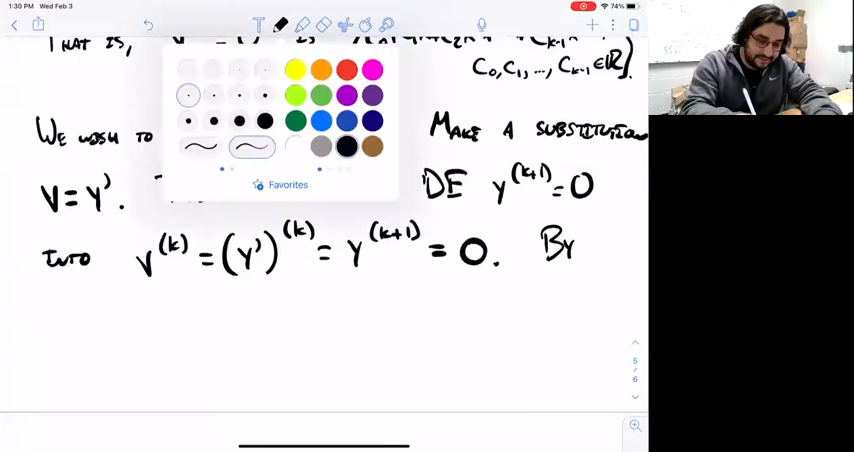 1:30 PM Wed Feb 3
74%
THAT IS,
C₀, C₁, ..., Cₖ₋₁ ∈ ℝ}.
WE WISH TO MAKE A SUBSTITUTION
V = Y'. DE Y^(k+1) = 0
INTO V^(k) = (Y')^(k) = Y^(k+1) = 0. BY
Favorites
5
/
6